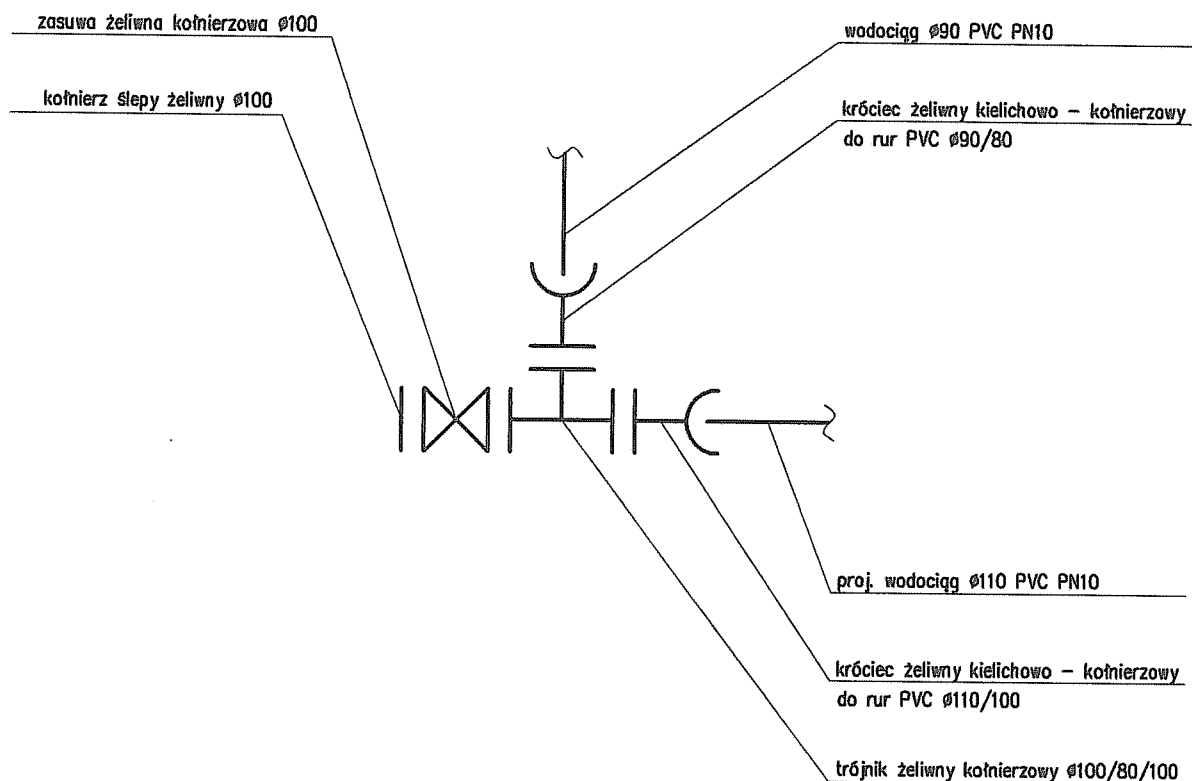 zasuwa żeliwna kołnierzowa ø100
kołnierz ślepy żeliwny ø100
wodociąg ø90 PVC PN10
króciec żeliwny kielichowo – kołnierzowy
do rur PVC ø90/80
proj. wodociąg ø110 PVC PN10
króciec żeliwny kielichowo – kołnierzowy
do rur PVC ø110/100
trójnik żeliwny kołnierzowy ø100/80/100